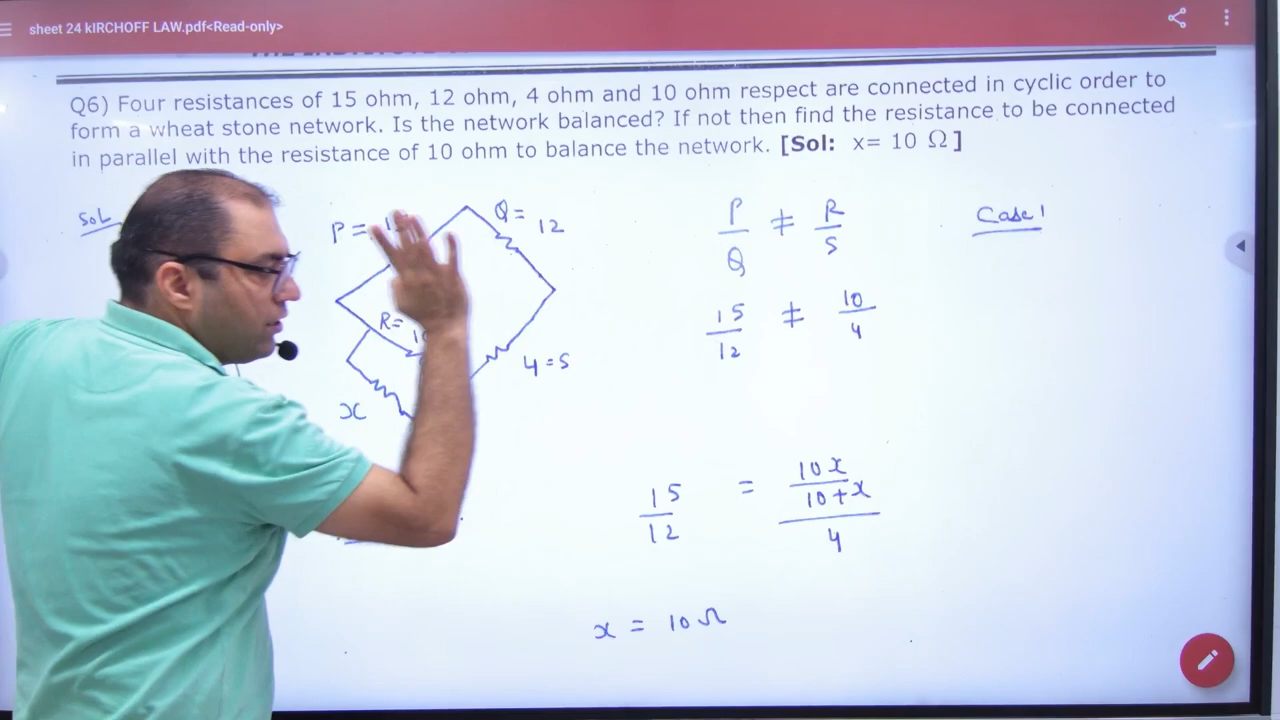 sheet 24 kIRCHOFF LAW.pdf<Read-only>
Q6) Four resistances of 15 ohm, 12 ohm, 4 ohm and 10 ohm respect are connected in cyclic order to
form a wheat stone network. Is the network balanced? If not then find the resistance to be connected
in parallel with the resistance of 10 ohm to balance the network. [Sol: x= 10 Ω ]
Sol
P =
Q = 12
P/Q ≠ R/S
Case 1
15/12 ≠ 10/4
R=
4 = S
x
15/12 = (10x/10+x)/4
x = 10 Ω